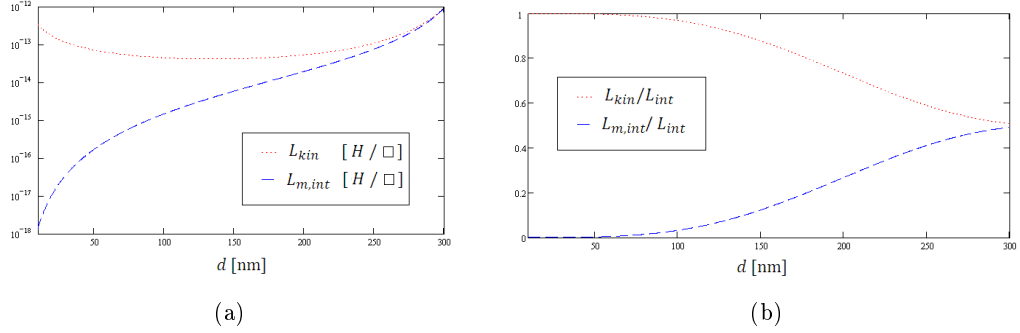 10⁻¹²
10⁻¹³
10⁻¹⁴
10⁻¹⁵
10⁻¹⁶
10⁻¹⁷
10⁻¹⁸
50 100 150 200 250 300
L_kin [H/□]
L_m,int [H/□]
d [nm]
(a)
1
0.8
0.6
0.4
0.2
0
50 100 150 200 250 300
L_kin/L_int
L_m,int/L_int
d [nm]
(b)